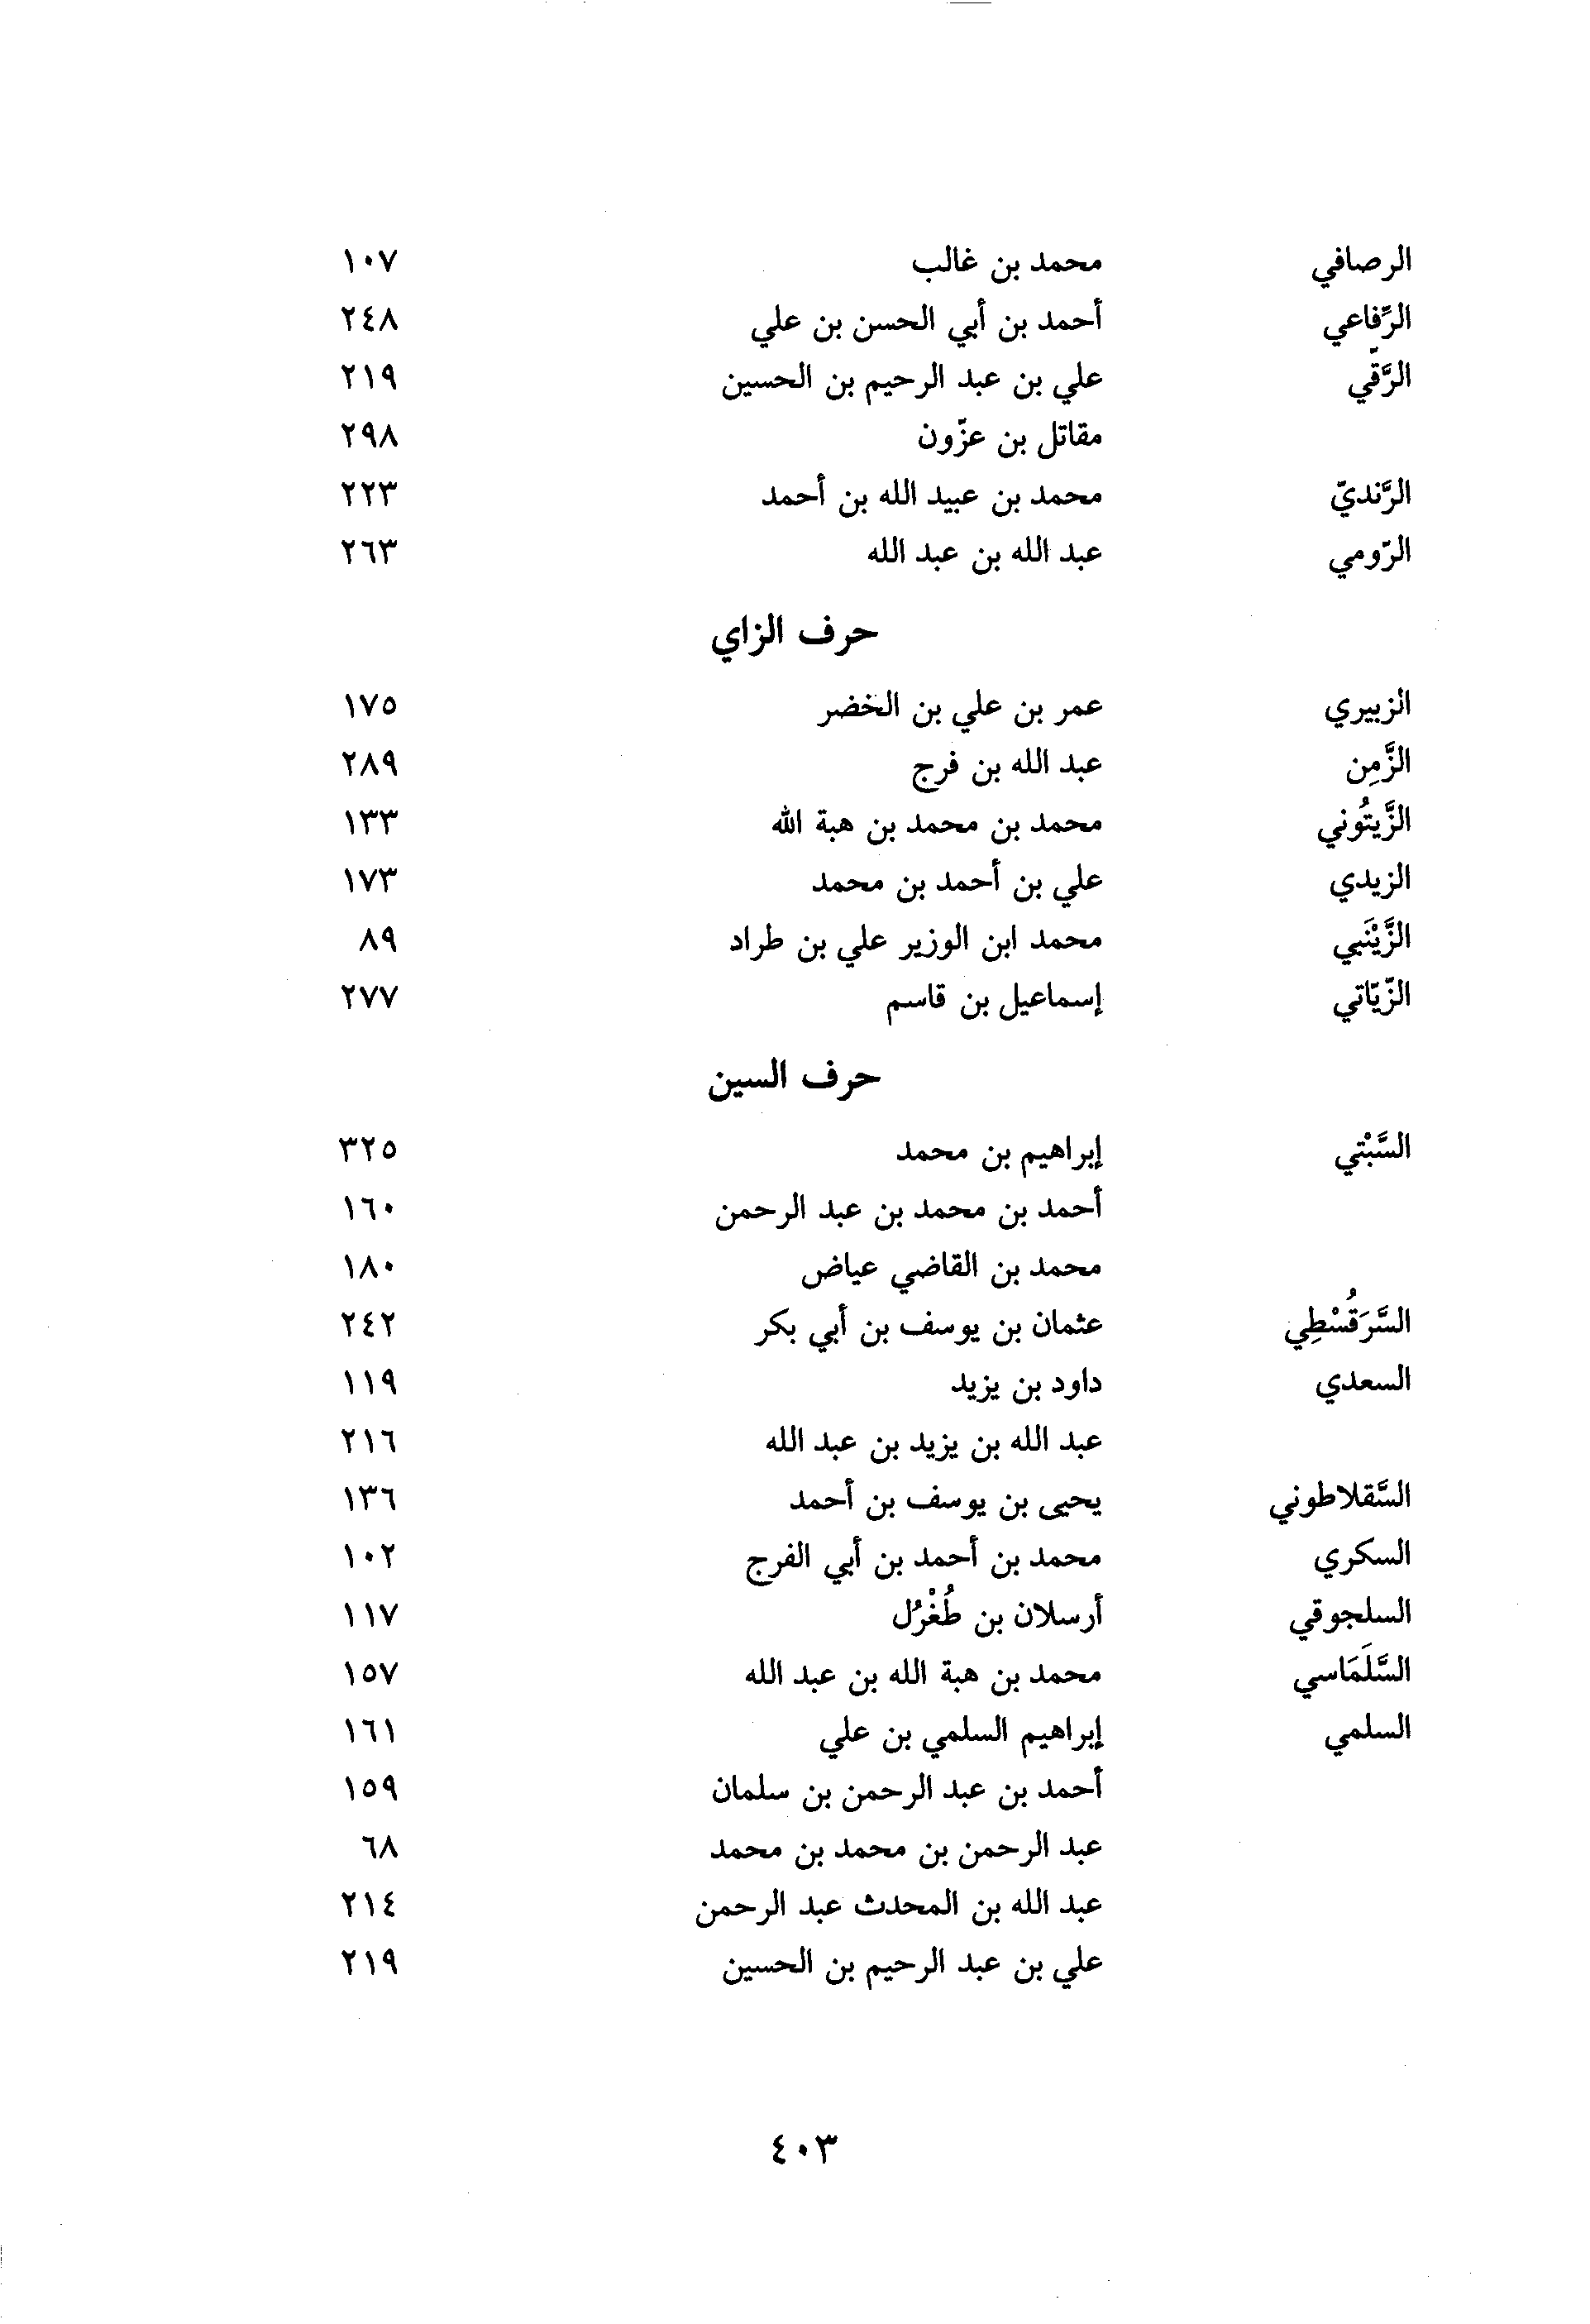 الرصافي محمد بن غالب ١٠٧
الرِّفاعي أحمد بن أبي الحسن بن علي ٢٤٨
الرَّقّي علي بن عبد الرحيم بن الحسين ٢١٩
مقاتل بن عزّون ٢٩٨
الرَّنديّ محمد بن عبيد الله بن أحمد ٢٢٣
الرّومي عبد الله بن عبد الله ٢٦٣
حرف الزاي
الزبيري عمر بن علي بن الخضر ١٧٥
الزَّمِن عبد الله بن فرج ٢٨٩
الزَّيتُوني محمد بن محمد بن هبة الله ١٣٣
الزيدي علي بن أحمد بن محمد ١٧٣
الزَّيْنَبي محمد ابن الوزير علي بن طراد ٨٩
الزّيّاتي إسماعيل بن قاسم ٢٧٧
حرف السين
السَّبْتي إبراهيم بن محمد ٣٢٥
أحمد بن محمد بن عبد الرحمن ١٦٠
محمد بن القاضي عياض ١٨٠
السَّرَقُسْطِي عثمان بن يوسف بن أبي بكر ٢٤٢
السعدي داود بن يزيد ١١٩
عبد الله بن يزيد بن عبد الله ٢١٦
السَّقلاطوني يحيى بن يوسف بن أحمد ١٣٦
السكري محمد بن أحمد بن أبي الفرج ١٠٢
السلجوقي أرسلان بن طُغْرُل ١١٧
السَّلَمَاسي محمد بن هبة الله بن عبد الله ١٥٧
السلمي إبراهيم السلمي بن علي ١٦١
أحمد بن عبد الرحمن بن سلمان ١٥٩
عبد الرحمن بن محمد بن محمد ٦٨
عبد الله بن المحدث عبد الرحمن ٢١٤
علي بن عبد الرحيم بن الحسين ٢١٩
٤٠٣